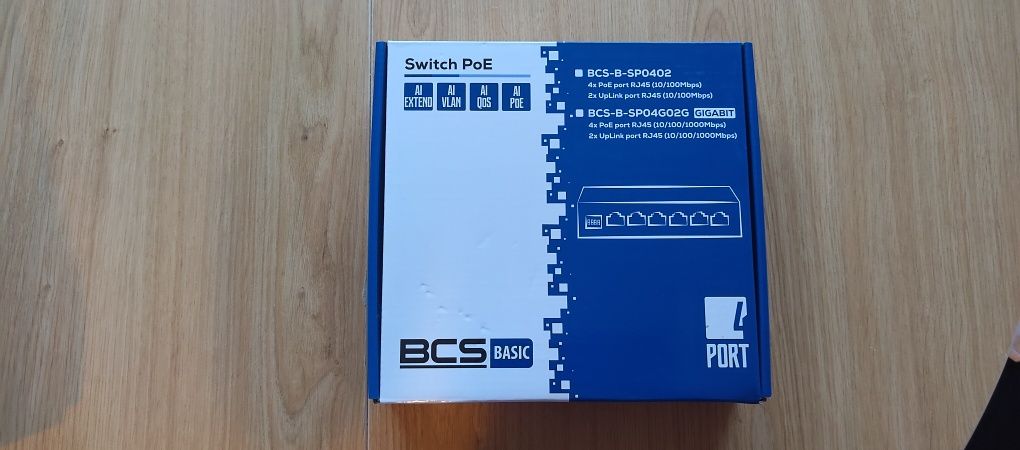 Switch PoE
AI EXTEND
AI VLAN
AI QoS
AI POE
BCS-B-SP0402
4x PoE port RJ45 (10/100Mbps)
2x UpLink port RJ45 (10/100Mbps)
BCS-B-SP04G02G GIGABIT
4x PoE port RJ45 (10/100/1000Mbps)
2x UpLink port RJ45 (10/100/1000Mbps)
BCS BASIC
4
PORT